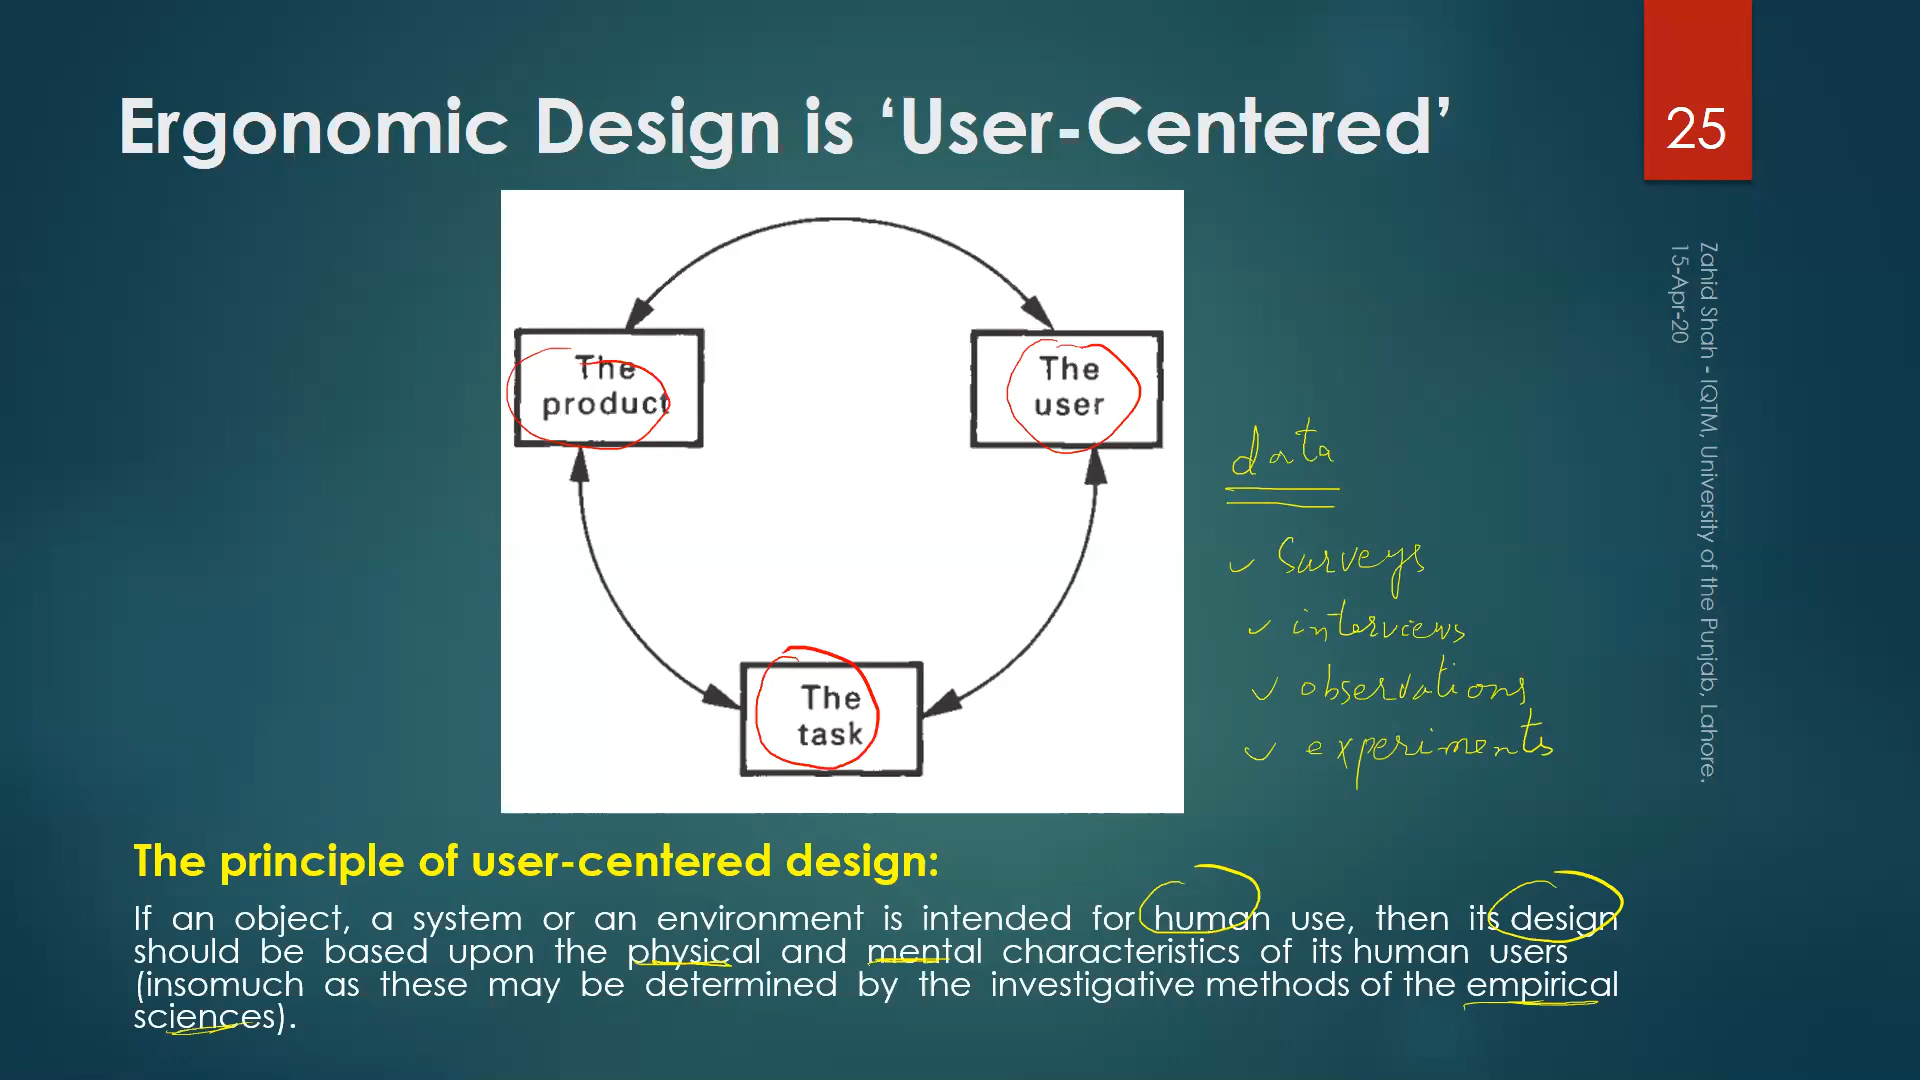 Ergonomic Design is ‘User-Centered’
25
The
product
The
user
The
task
data
surveys
interviews
observations
experiments
Zahid Shah - IQTM, University of the Punjab, Lahore.
15-Apr-20
The principle of user-centered design:
If an object, a system or an environment is intended for human use, then its design
should be based upon the physical and mental characteristics of its human users
(insomuch as these may be determined by the investigative methods of the empirical
sciences).